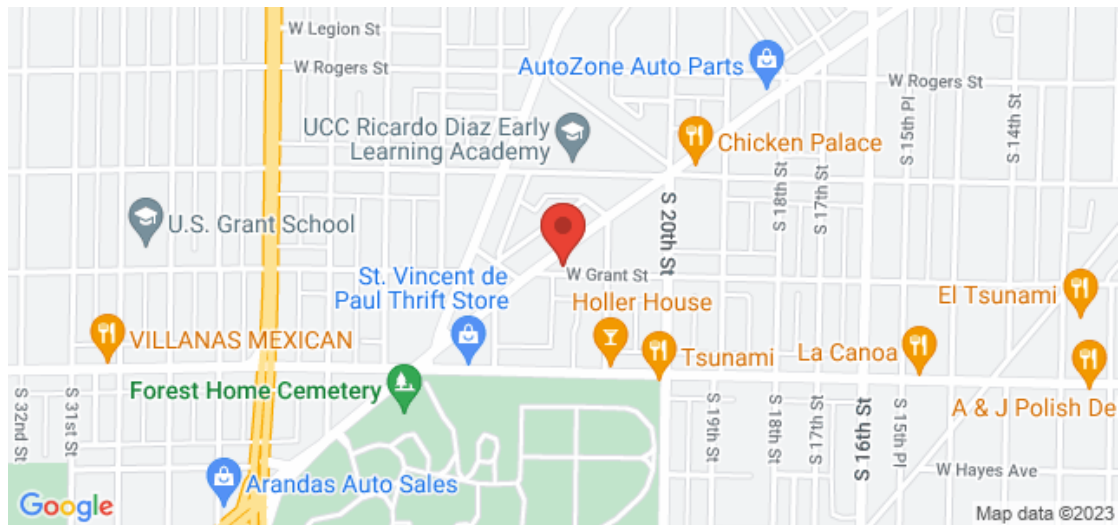 W Legion St
W Rogers St
AutoZone Auto Parts
W Rogers St
S 15th Pl
S 14th St
UCC Ricardo Diaz Early
Learning Academy
Chicken Palace
S 18th St
S 17th St
U.S. Grant School
S 20th St
W Grant St
St. Vincent de
Paul Thrift Store
Holler House
El Tsunami
VILLANAS MEXICAN
Tsunami
La Canoa
Forest Home Cemetery
A & J Polish De
S 32nd St
S 31st St
S 19th St
S 18th St
S 17th St
S 16th St
S 15th Pl
W Hayes Ave
Arandas Auto Sales
Google
Map data ©2023